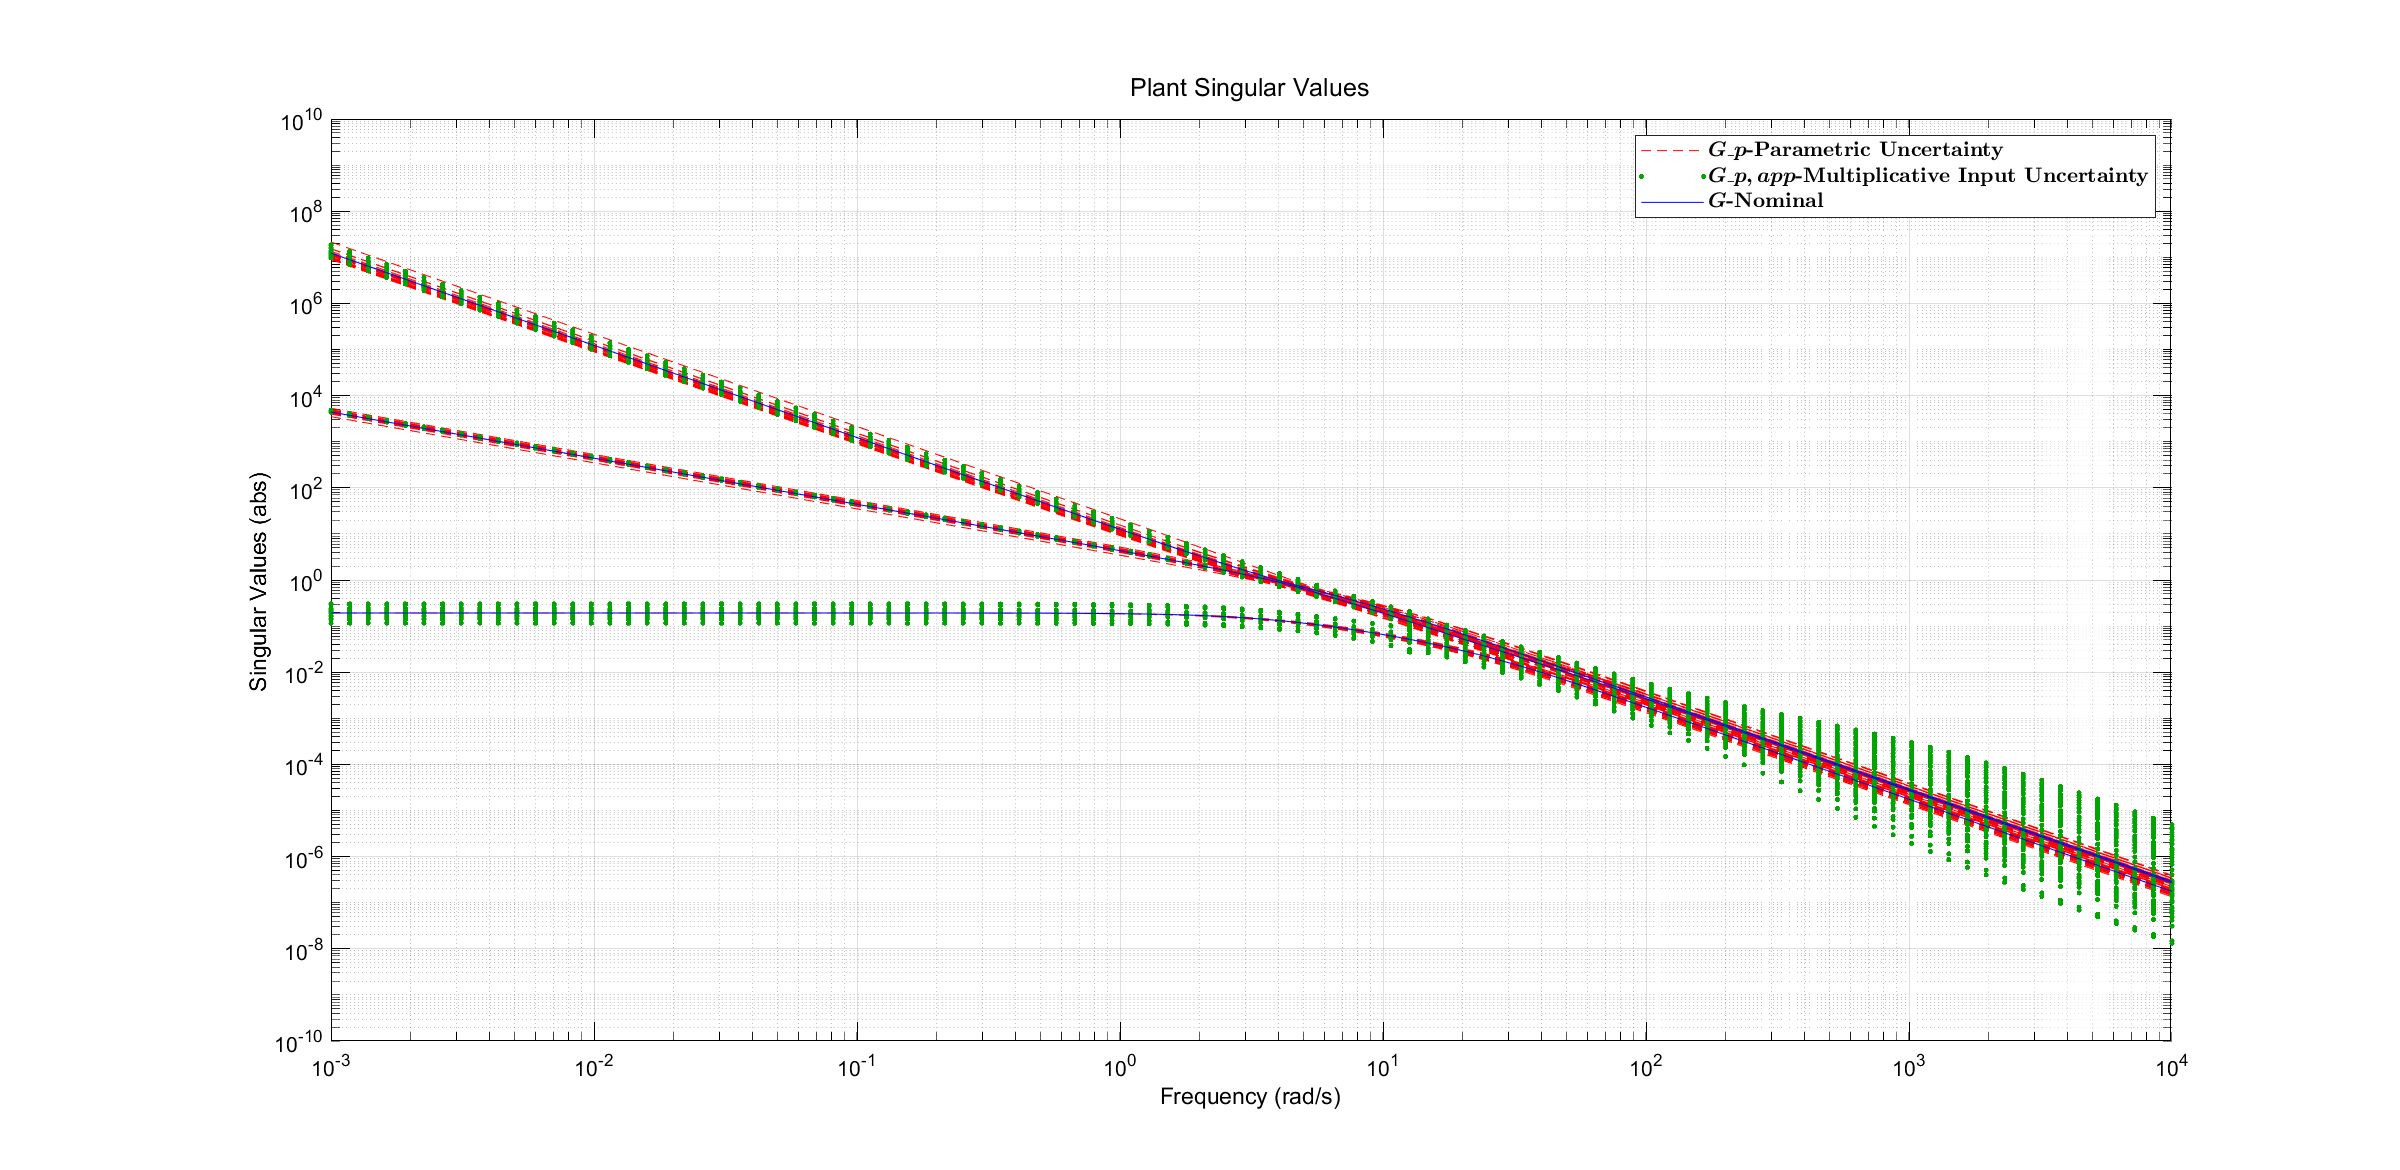 Plant Singular Values
G_p-Parametric Uncertainty
G_p, app-Multiplicative Input Uncertainty
G-Nominal
Singular Values (abs)
10^10
10^8
10^6
10^4
10^2
10^0
10^-2
10^-4
10^-6
10^-8
10^-10
10^-3 10^-2 10^-1 10^0 10^1 10^2 10^3 10^4
Frequency (rad/s)